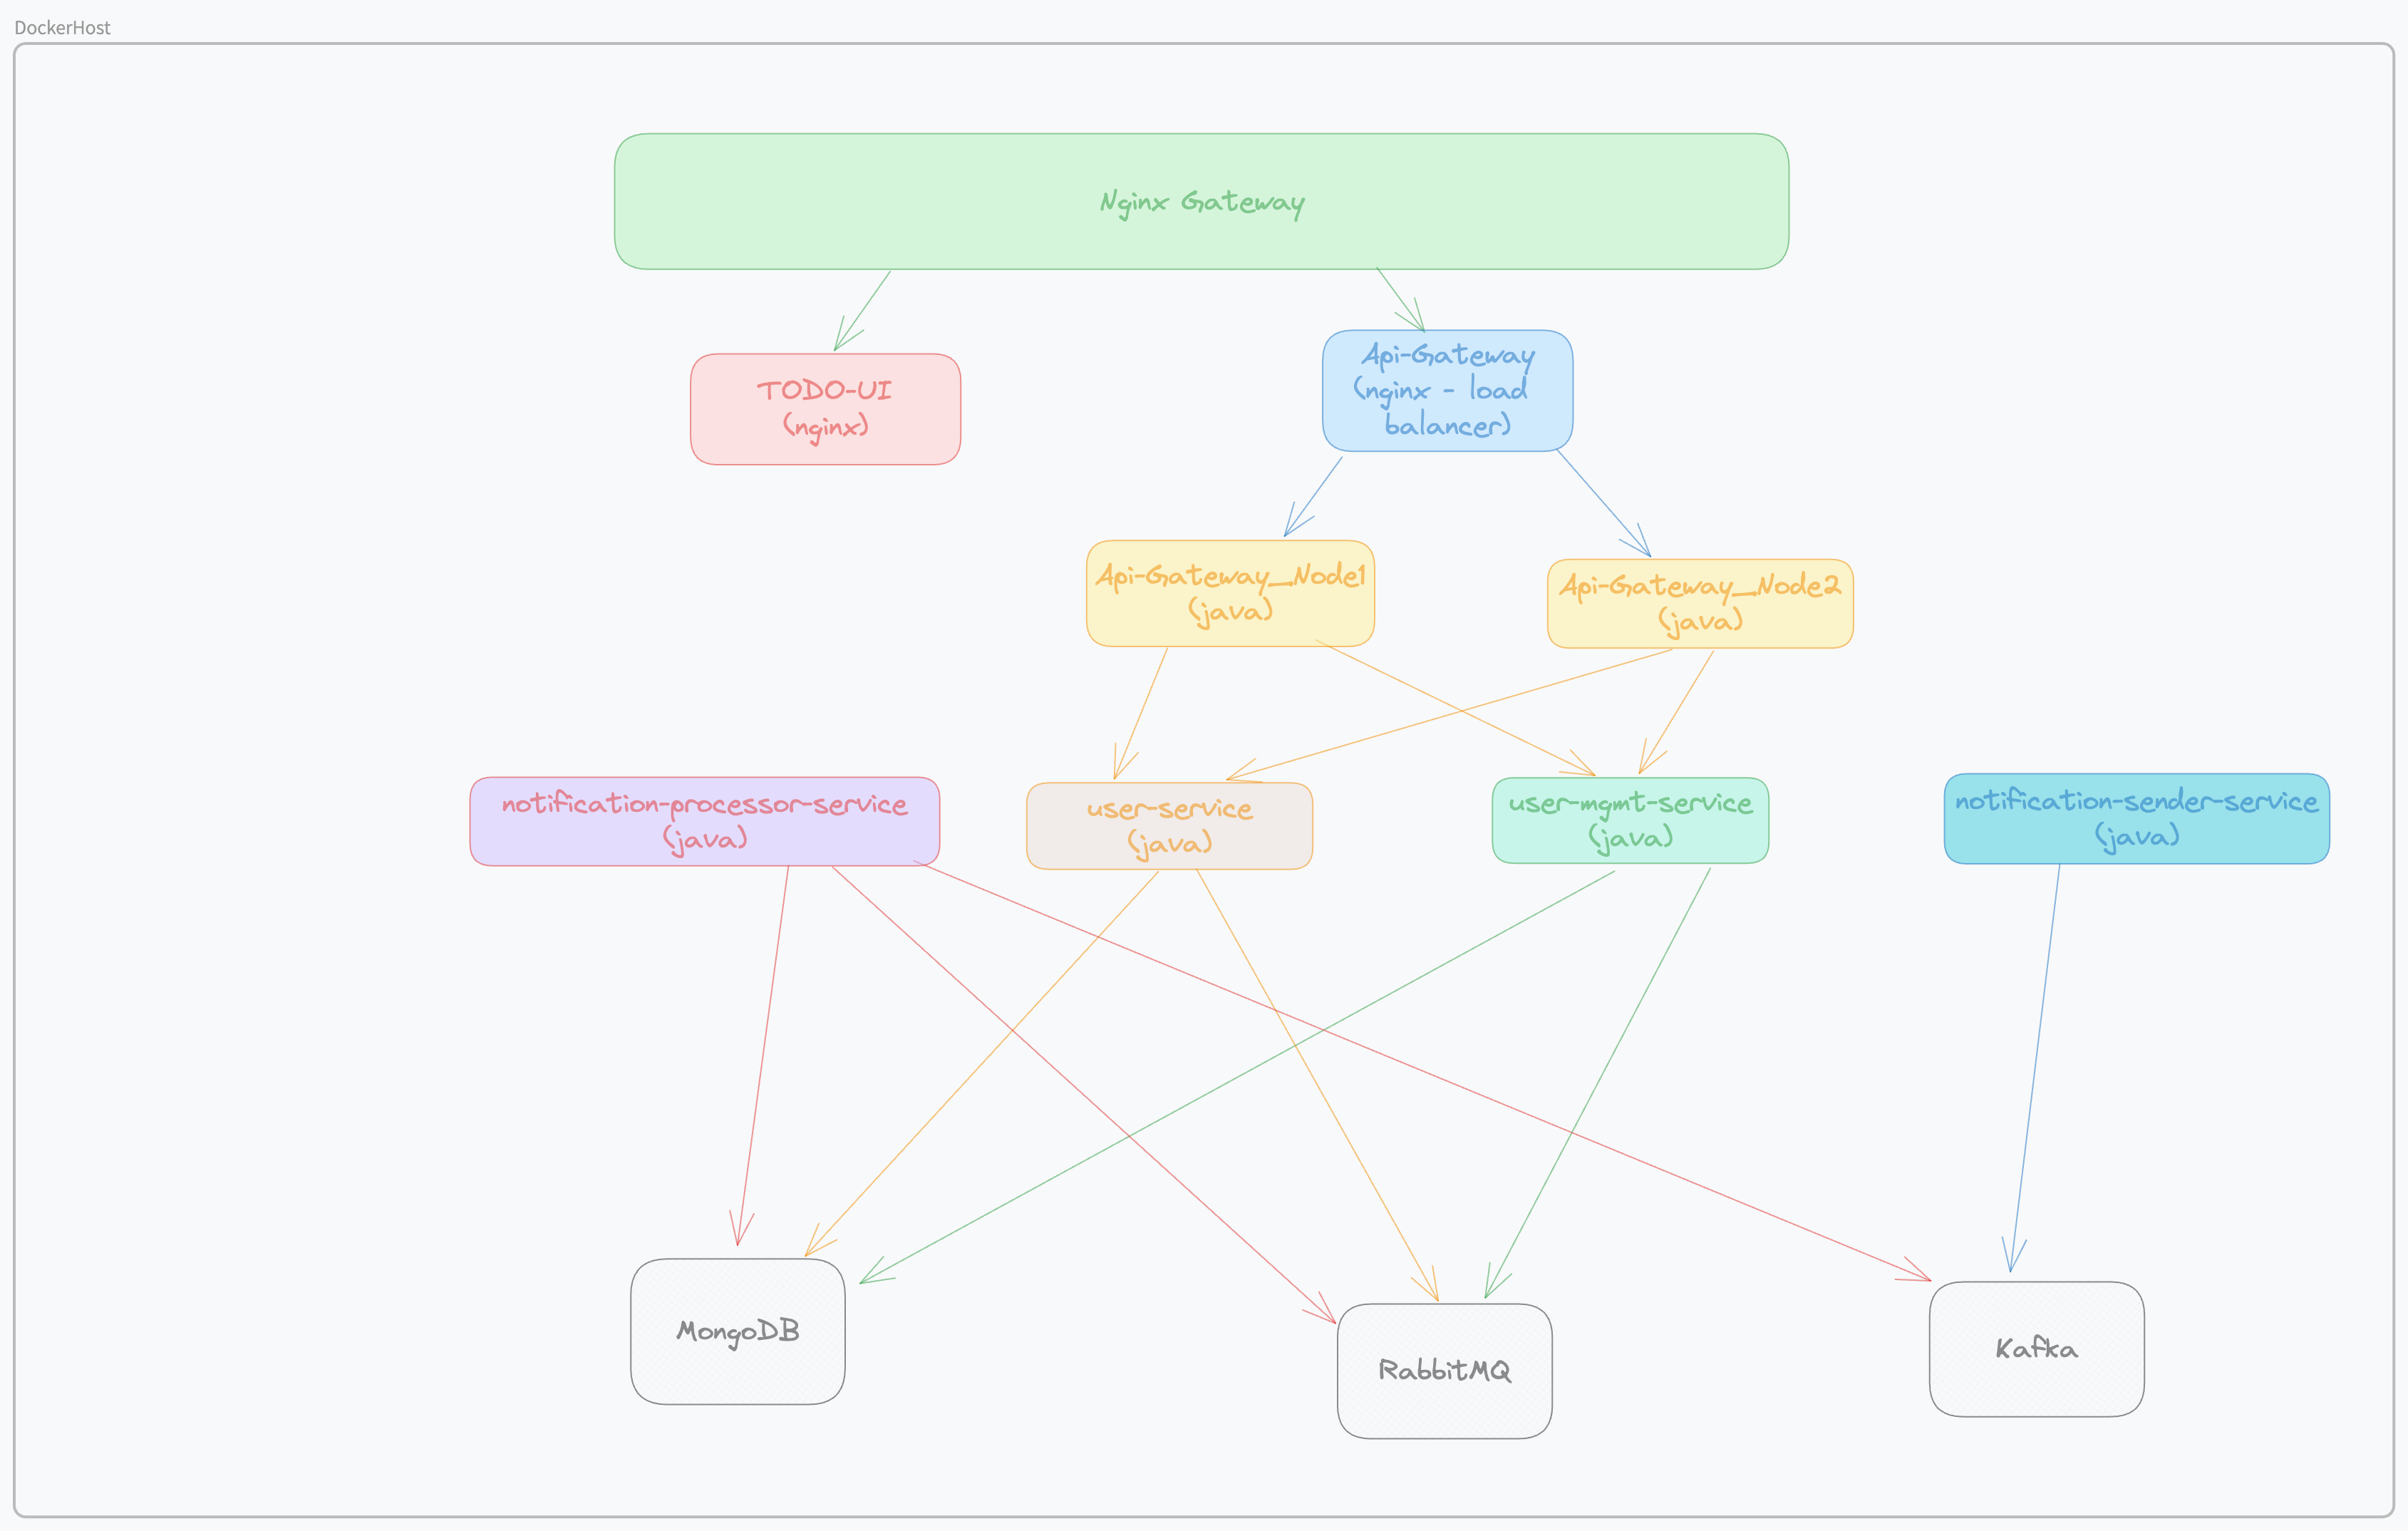 DockerHost
Nginx Gateway
TODO-UI
(nginx)
Api-Gateway
(nginx - load
balancer)
Api-Gateway_Node1
(java)
Api-Gateway_Node2
(java)
notification-processor-service
(java)
user-service
(java)
user-mgmt-service
(java)
notification-sender-service
(java)
MongoDB
RabbitMQ
Kafka